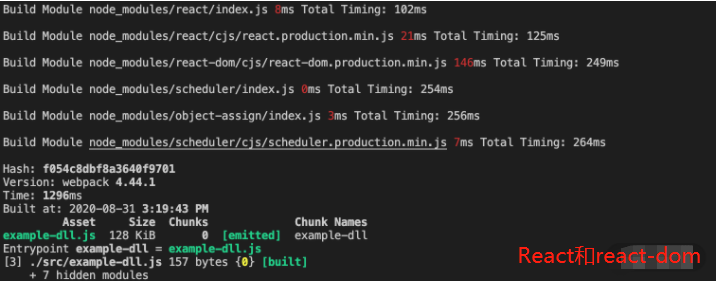 Build Module node_modules/react/index.js 8ms Total Timing: 102ms
Build Module node_modules/react/cjs/react.production.min.js 21ms Total Timing: 125ms
Build Module node_modules/react-dom/cjs/react-dom.production.min.js 146ms Total Timing: 249ms
Build Module node_modules/scheduler/index.js 0ms Total Timing: 254ms
Build Module node_modules/object-assign/index.js 3ms Total Timing: 256ms
Build Module node_modules/scheduler/cjs/scheduler.production.min.js 7ms Total Timing: 264ms
Hash: f054c8dbf8a3640f9701
Version: webpack 4.44.1
Time: 1296ms
Built at: 2020-08-31 3:19:43 PM
Asset Size Chunks Chunk Names
example-dll.js 128 KiB 0 [emitted] example-dll
Entrypoint example-dll = example-dll.js
[3] ./src/example-dll.js 157 bytes {0} [built]
+ 7 hidden modules
React和react-dom